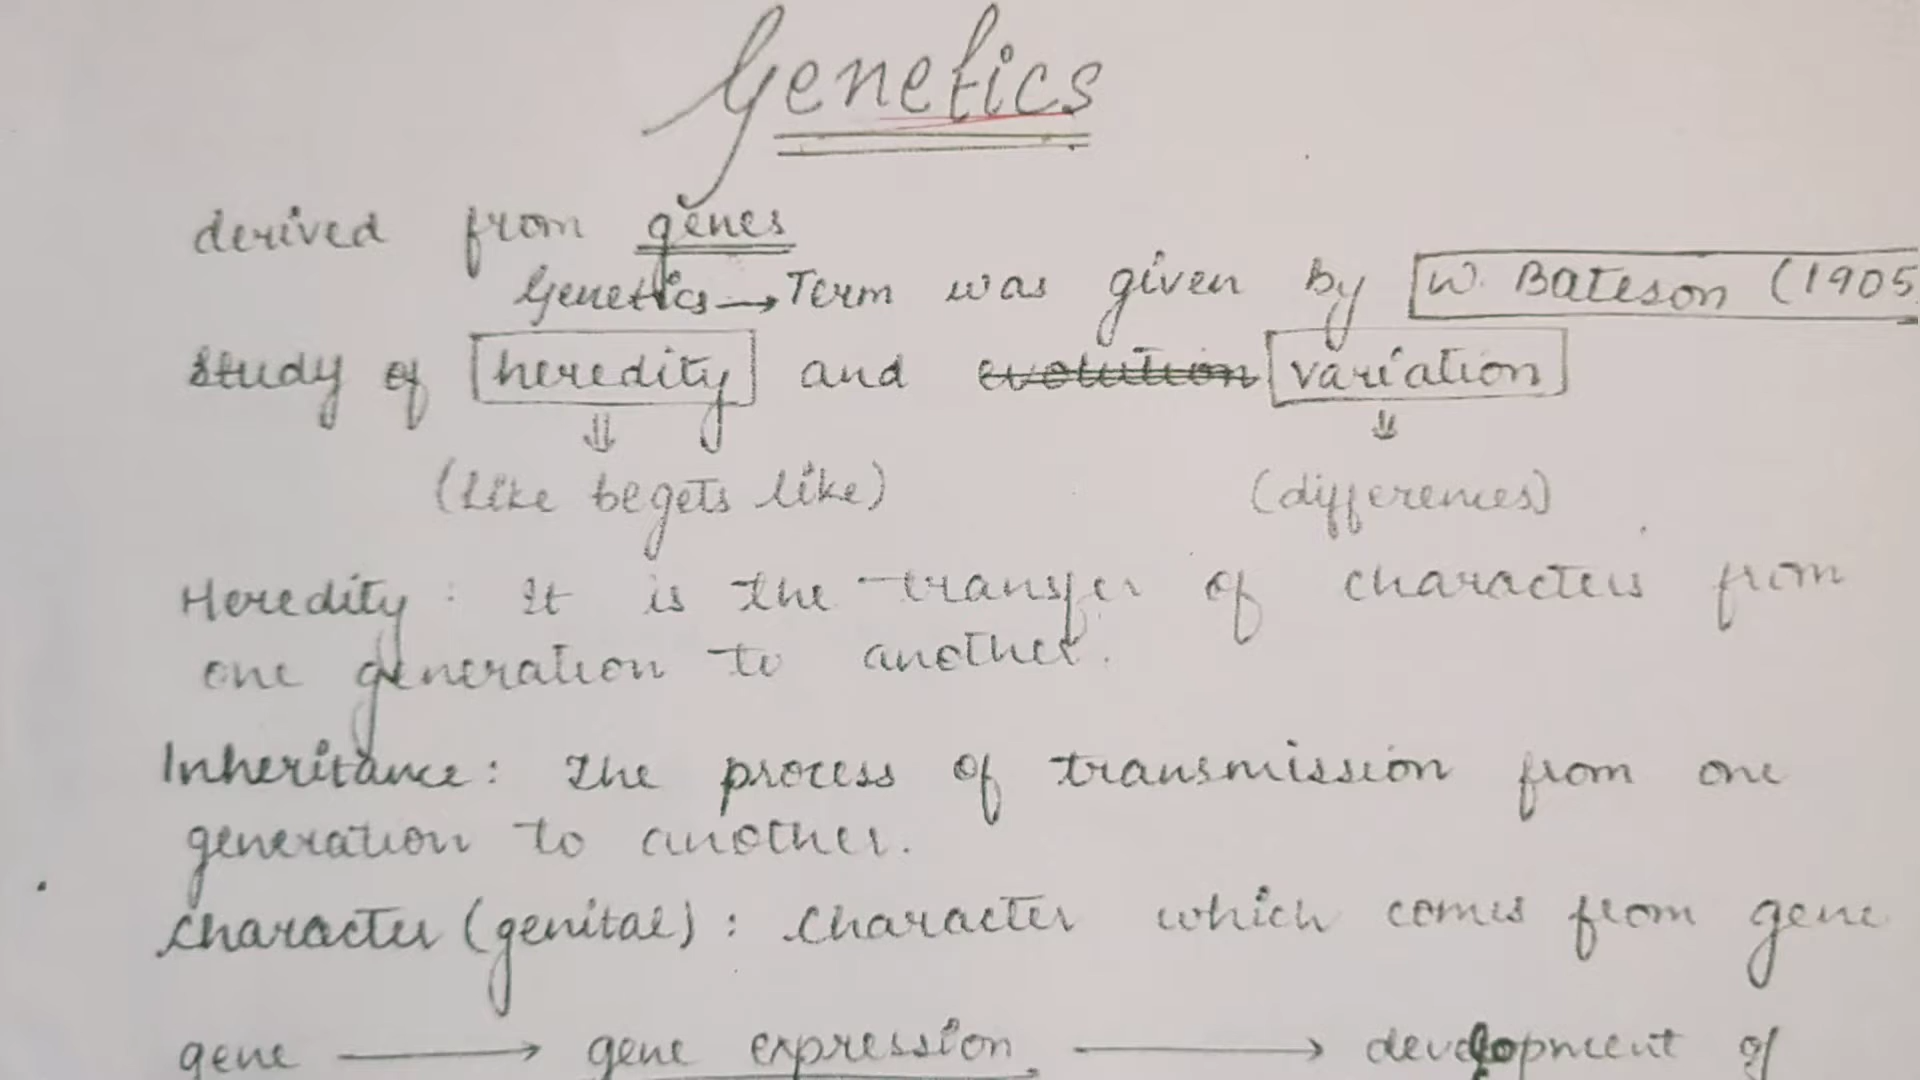 Genetics
derived from genes
Genetics → Term was given by W. Bateson (1905
study of heredity and evolution variation
⇓ ⇓
(Like begets like) (differences)
Heredity : It is the transfer of characters from
one generation to another.
Inheritance : The process of transmission from one
generation to another.
character (genital) : character which comes from gene
gene → gene expression → development of